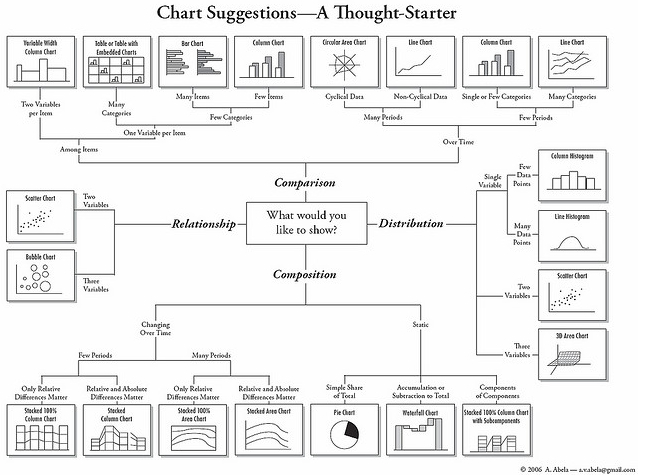 Chart Suggestions—A Thought-Starter
Variable Width
Column Chart
Table or Table with
Embedded Charts
Bar Chart
Column Chart
Circular Area Chart
Line Chart
Column Chart
Line Chart
Two Variables
per Item
Many
Categories
Many Items
Few Items
Cyclical Data
Non-Cyclical Data
Single or Few Categories
Many Categories
Few Categories
Many Periods
Few Periods
One Variable per Item
Among Items
Over Time
Comparison
Scatter Chart
Two
Variables
Bubble Chart
Three
Variables
Relationship
What would you
like to show?
Distribution
Single
Variable
Few
Data
Points
Column Histogram
Many
Data
Points
Line Histogram
Two
Variables
Scatter Chart
Three
Variables
3D Area Chart
Composition
Changing
Over Time
Static
Few Periods
Many Periods
Only Relative
Differences Matter
Relative and Absolute
Differences Matter
Only Relative
Differences Matter
Relative and Absolute
Differences Matter
Simple Share
of Total
Accumulation or
Subtraction to Total
Components
of Components
Stacked 100%
Column Chart
Stacked
Column Chart
Stacked 100%
Area Chart
Stacked Area Chart
Pie Chart
Waterfall Chart
Stacked 100% Column Chart
with Subcomponents
© 2006 A. Abela — a.v.abela@gmail.com